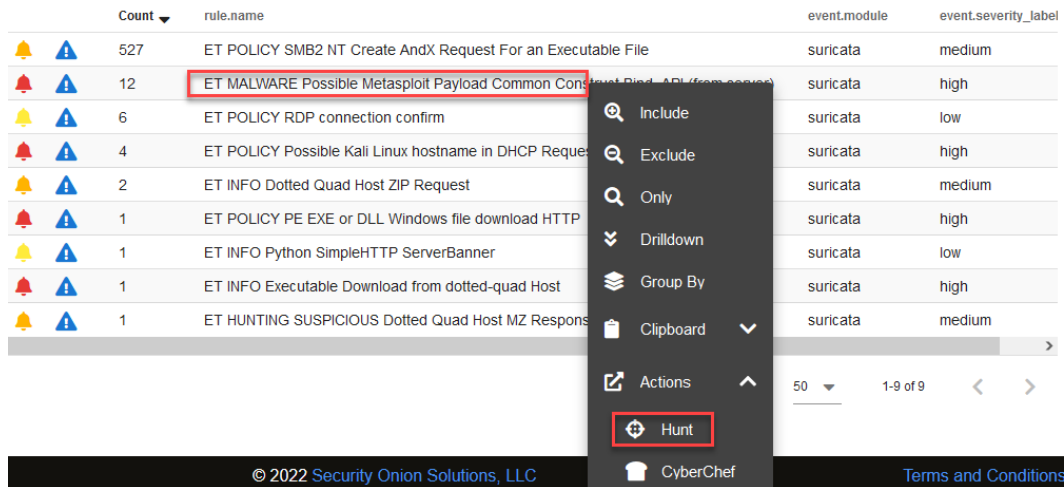 Count rule.name event.module event.severity_label
527 ET POLICY SMB2 NT Create AndX Request For an Executable File suricata medium
12 ET MALWARE Possible Metasploit Payload Common Construct Bind_API (from server) suricata high
6 ET POLICY RDP connection confirm suricata low
4 ET POLICY Possible Kali Linux hostname in DHCP Reque suricata high
2 ET INFO Dotted Quad Host ZIP Request suricata medium
1 ET POLICY PE EXE or DLL Windows file download HTTP suricata high
1 ET INFO Python SimpleHTTP ServerBanner suricata low
1 ET INFO Executable Download from dotted-quad Host suricata high
1 ET HUNTING SUSPICIOUS Dotted Quad Host MZ Respons suricata medium
Include
Exclude
Only
Drilldown
Group By
Clipboard
Actions
Hunt
CyberChef
50 1-9 of 9
© 2022 Security Onion Solutions, LLC Terms and Conditions